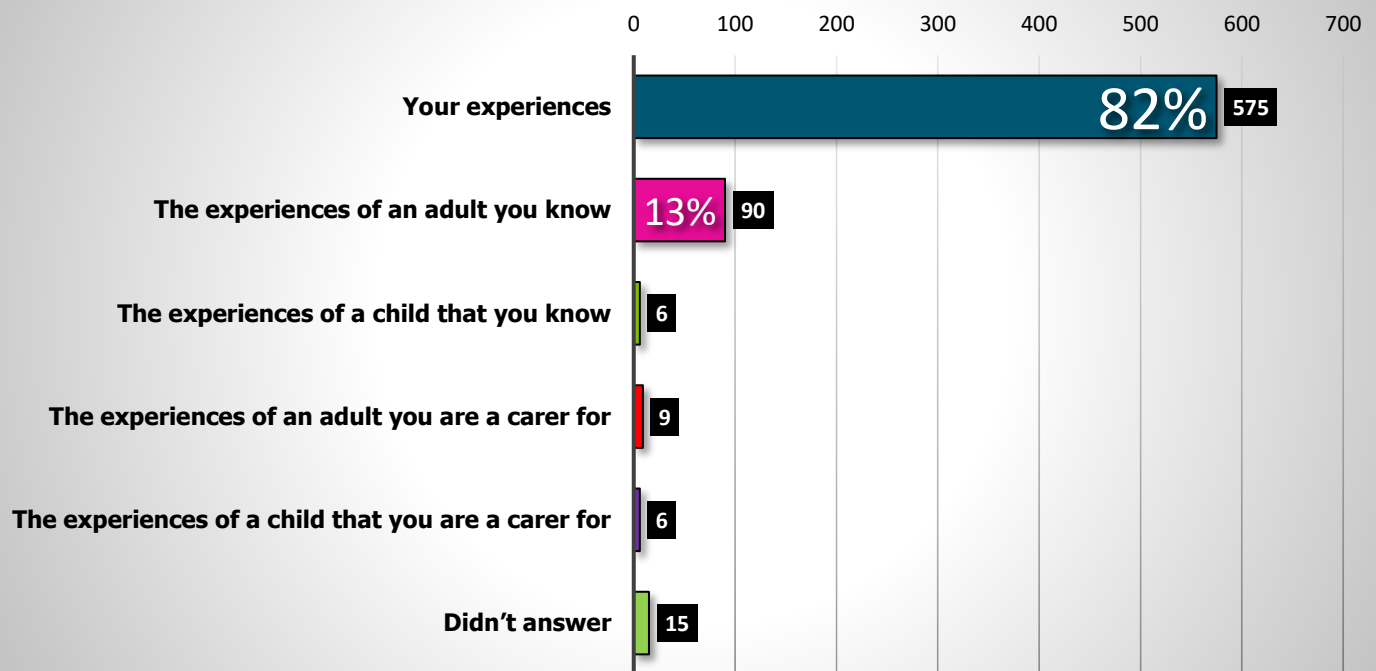 0 100 200 300 400 500 600 700
Your experiences 82% 575
The experiences of an adult you know 13% 90
The experiences of a child that you know 6
The experiences of an adult you are a carer for 9
The experiences of a child that you are a carer for 6
Didn’t answer 15